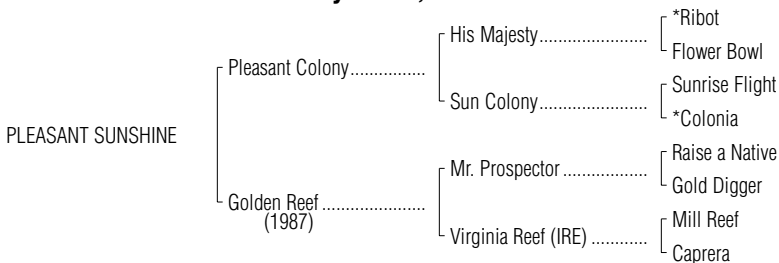 *Ribot
His Majesty........................
Flower Bowl
Pleasant Colony................
Sunrise Flight
Sun Colony........................
*Colonia
PLEASANT SUNSHINE
Raise a Native
Mr. Prospector ...................
Gold Digger
Golden Reef ......................
(1987)
Mill Reef
Virginia Reef (IRE) ............
Caprera